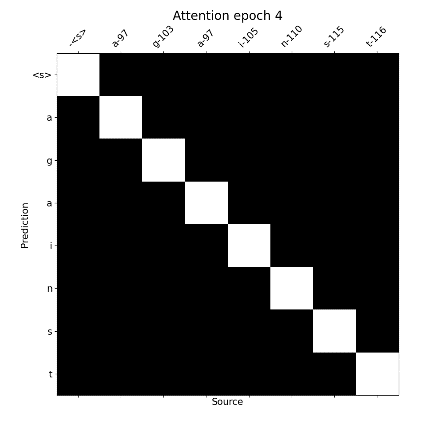 Attention epoch 4
-<s> a-97 g-103 a-97 i-105 n-110 s-115 t-116
<s>
a
g
a
i
n
s
t
Prediction
Source